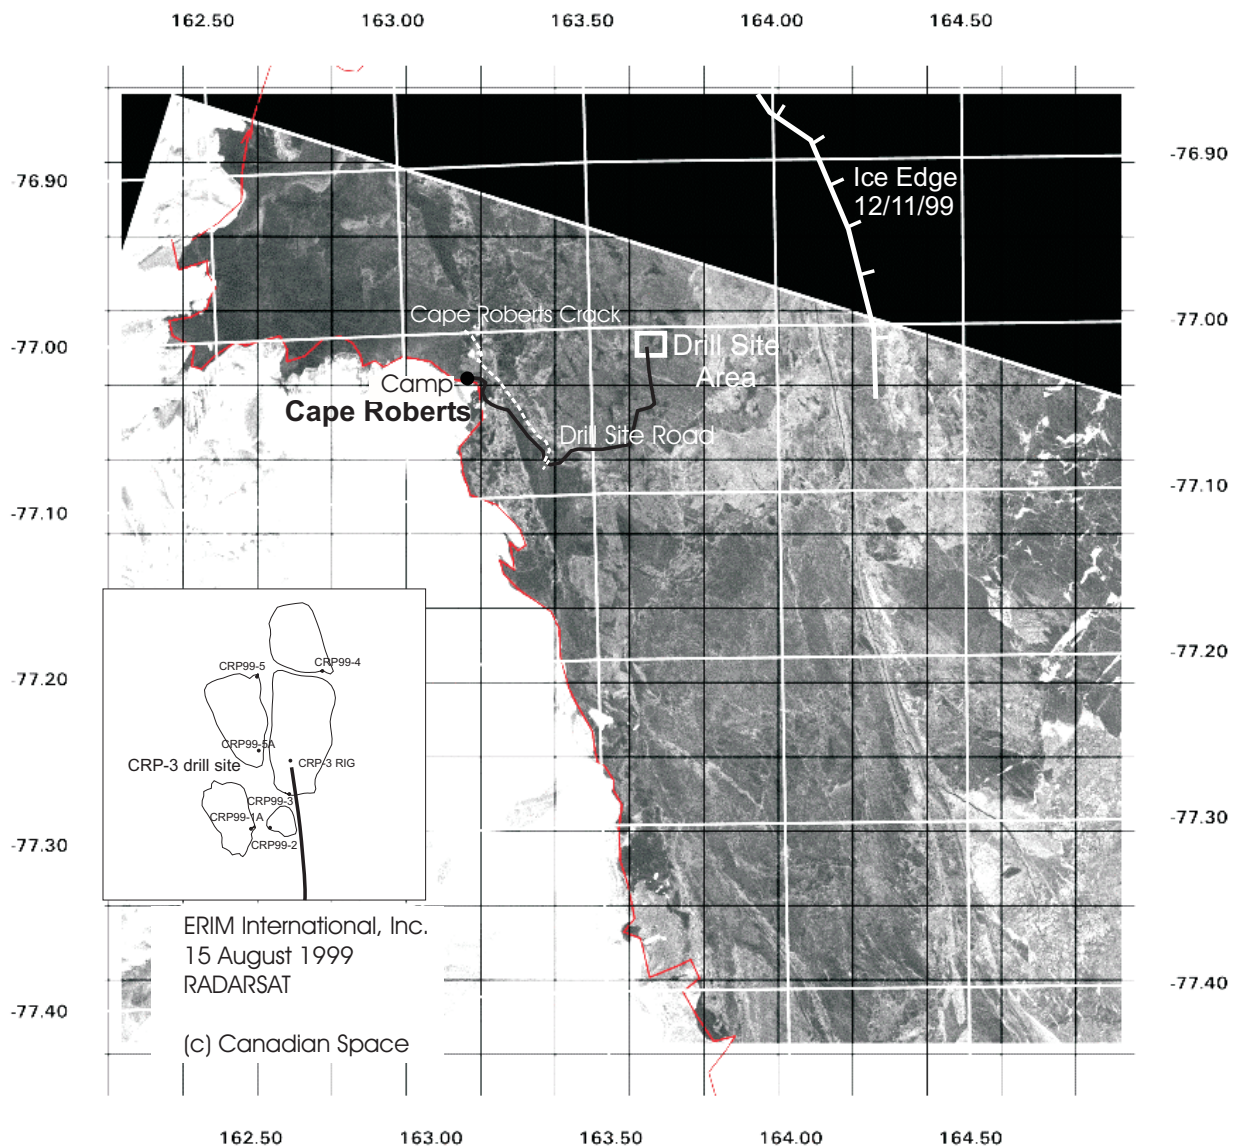 162.50 163.00 163.50 164.00 164.50
-76.90
-76.90
Ice Edge
12/11/99
-77.00
-77.00
Cape Roberts Crack
Drill Site
Area
Camp
Cape Roberts
Drill Site Road
-77.10
-77.10
-77.20
-77.20
CRP99-5
CRP99-4
CRP99-5A
CRP-3 drill site
CRP-3 RIG
CRP99-3
CRP99-1A
CRP99-2
-77.30
-77.30
ERIM International, Inc.
15 August 1999
RADARSAT
(c) Canadian Space
-77.40
-77.40
162.50 163.00 163.50 164.00 164.50